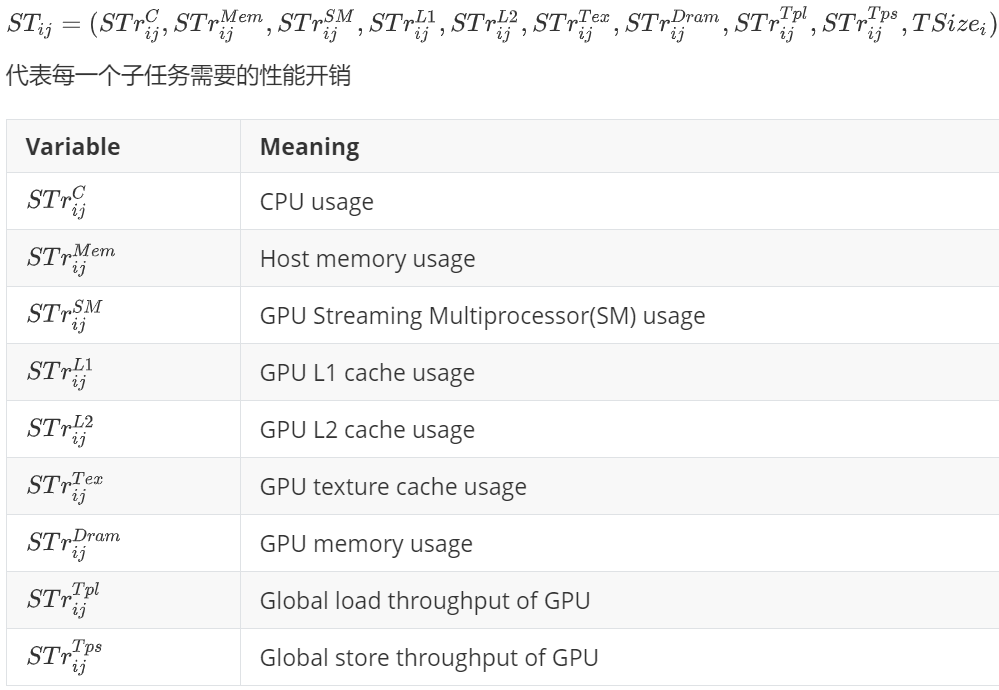 $ST_{ij} = (STr_{ij}^{C}, STr_{ij}^{Mem}, STr_{ij}^{SM}, STr_{ij}^{L1}, STr_{ij}^{L2}, STr_{ij}^{Tex}, STr_{ij}^{Dram}, STr_{ij}^{Tpl}, STr_{ij}^{Tps}, TSize_{i})$
代表每一个子任务需要的性能开销
Variable Meaning
$STr_{ij}^{C}$ CPU usage
$STr_{ij}^{Mem}$ Host memory usage
$STr_{ij}^{SM}$ GPU Streaming Multiprocessor(SM) usage
$STr_{ij}^{L1}$ GPU L1 cache usage
$STr_{ij}^{L2}$ GPU L2 cache usage
$STr_{ij}^{Tex}$ GPU texture cache usage
$STr_{ij}^{Dram}$ GPU memory usage
$STr_{ij}^{Tpl}$ Global load throughput of GPU
$STr_{ij}^{Tps}$ Global store throughput of GPU